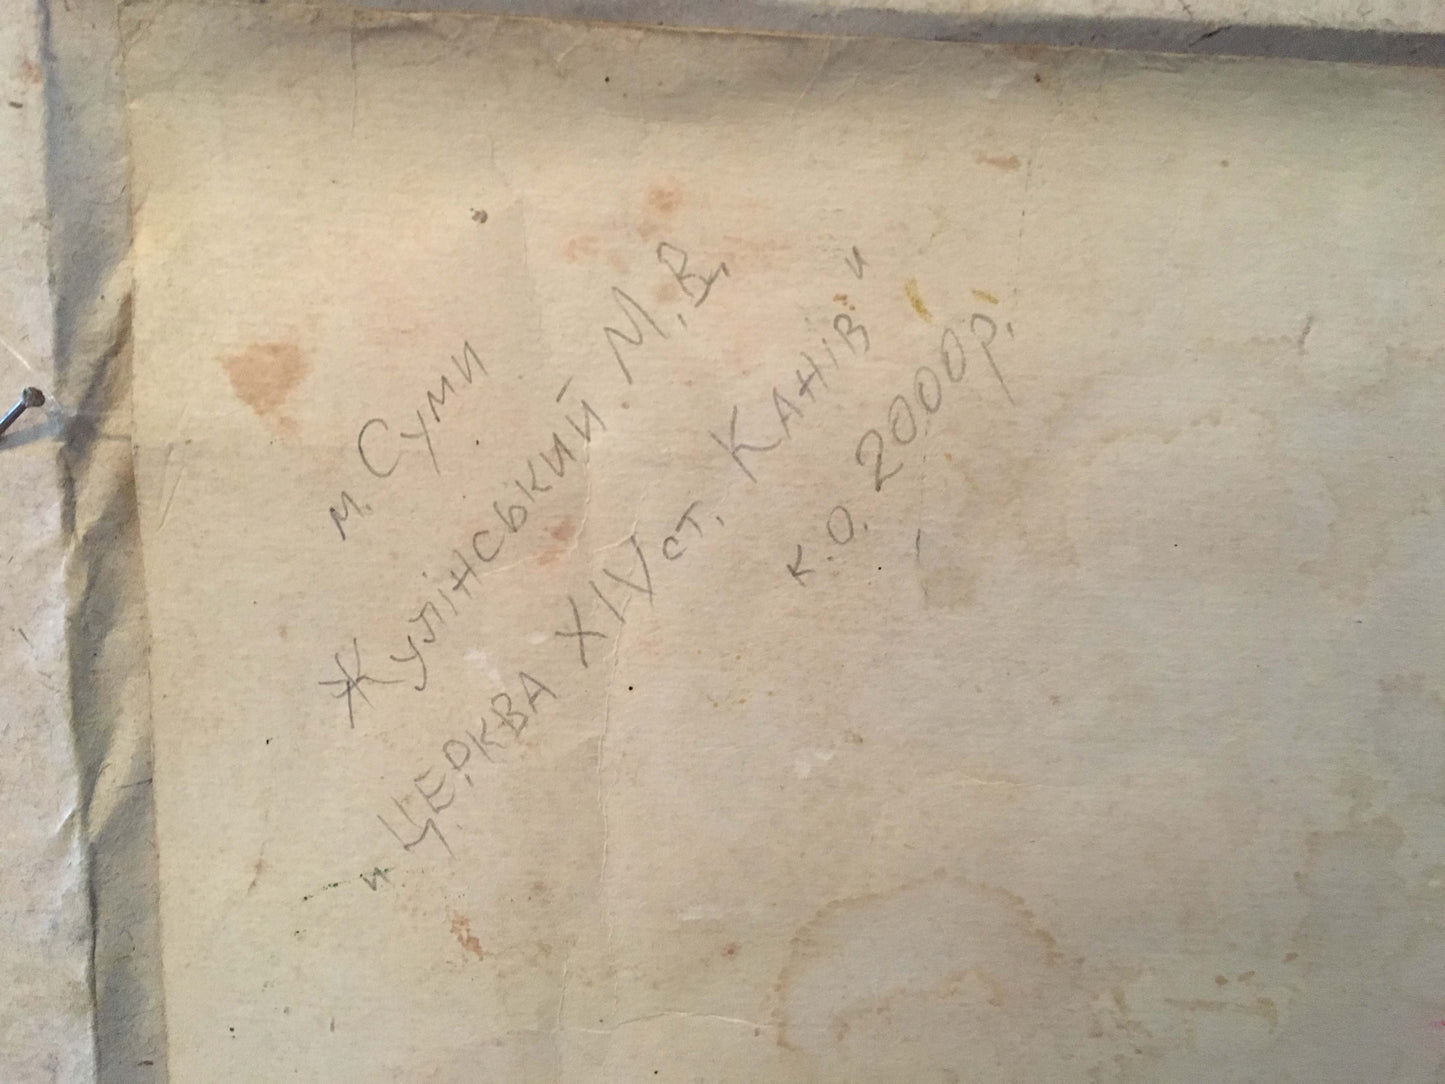 м. Суми
Жулінський. М. В.
"ЦЕРКВА XIV ст. КАНІВ"
к. о. 2000р.